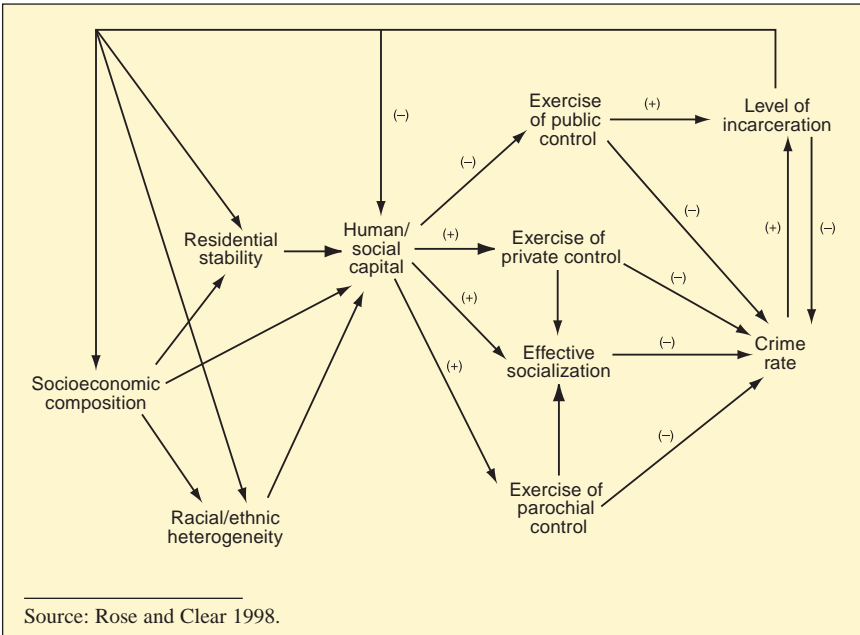 Exercise
of public
control
(+)
Level of
incarceration
(–)
(–)
(–)
(+)
(–)
Residential
stability
Human/
social
capital
(+)
Exercise of
private control
(–)
(+)
Effective
socialization
(–)
Crime
rate
Socioeconomic
composition
(+)
(–)
Exercise of
parochial
control
Racial/ethnic
heterogeneity
Source: Rose and Clear 1998.